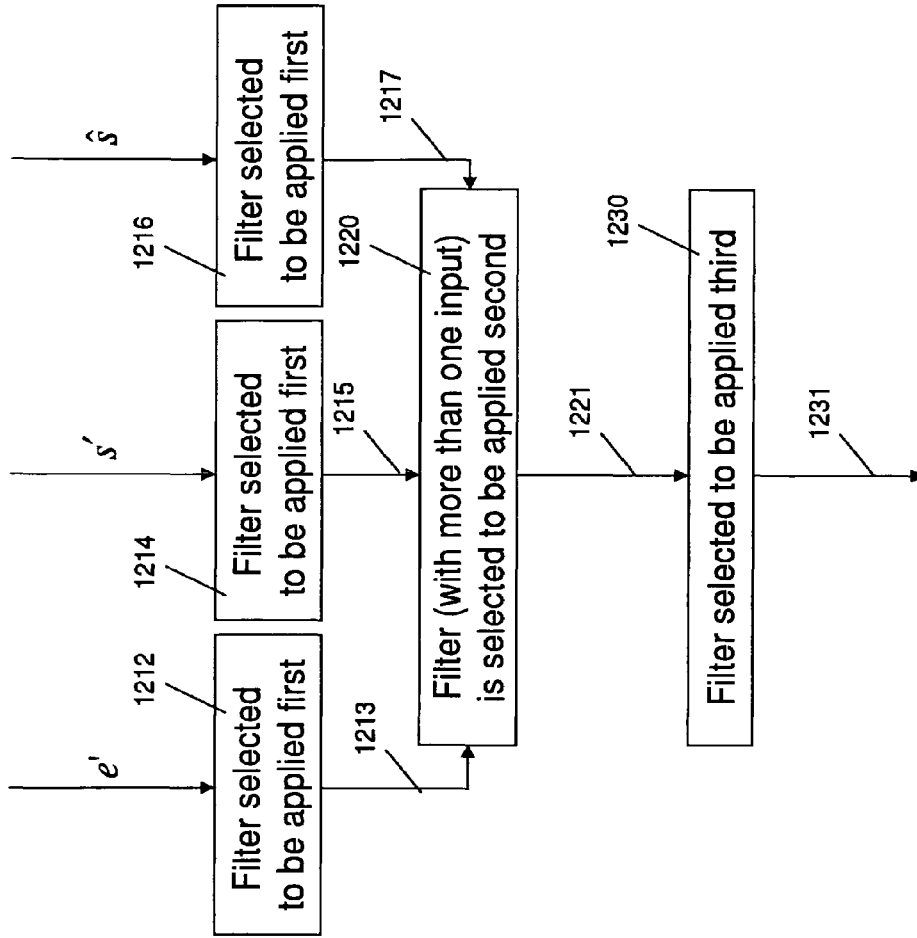 e'
s'
ŝ
1212
Filter selected
to be applied first
1214
Filter selected
to be applied first
1216
Filter selected
to be applied first
1213
1215
1217
1220
Filter (with more than one input)
is selected to be applied second
1221
1230
Filter selected to be applied third
1231